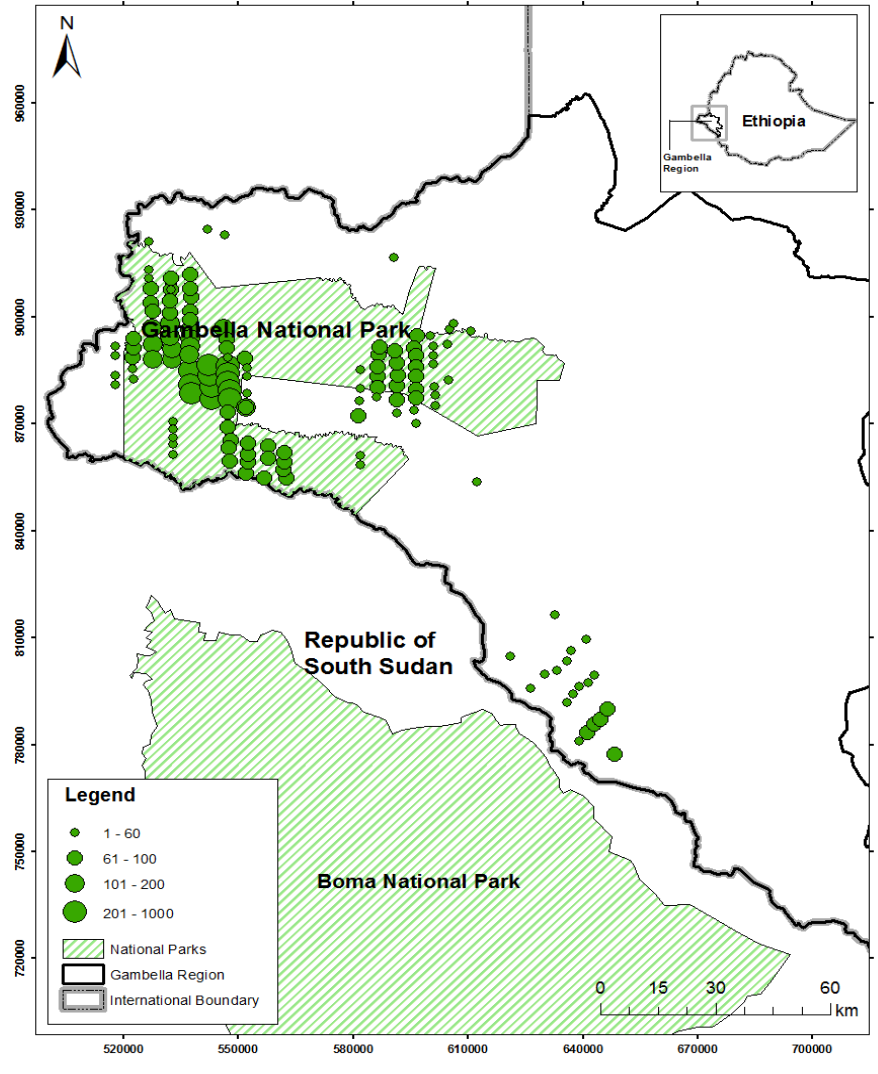 N
Ethiopia
Gambella
Region
960000
930000
900000
870000
840000
810000
780000
750000
720000
Gambella National Park
Republic of
South Sudan
Boma National Park
Legend
1 - 60
61 - 100
101 - 200
201 - 1000
National Parks
Gambella Region
International Boundary
0 15 30 60
km
520000 550000 580000 610000 640000 670000 700000